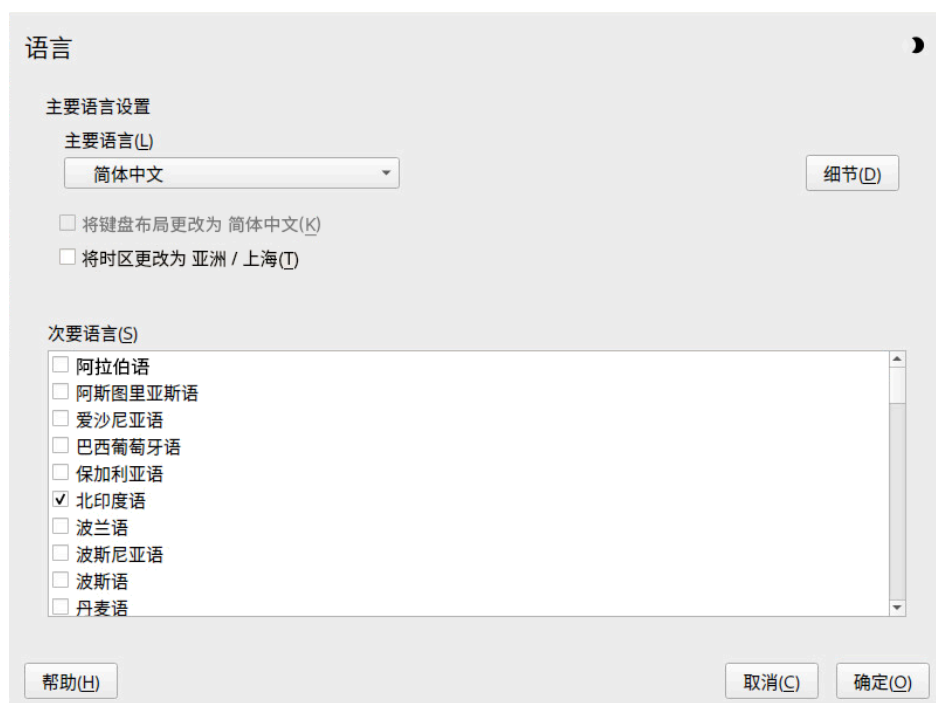 语言
主要语言设置
主要语言(L)
简体中文
细节(D)
将键盘布局更改为 简体中文(K)
将时区更改为 亚洲 / 上海(T)
次要语言(S)
阿拉伯语
阿斯图里亚斯语
爱沙尼亚语
巴西葡萄牙语
保加利亚语
北印度语
波兰语
波斯尼亚语
波斯语
丹麦语
帮助(H)
取消(C)
确定(O)